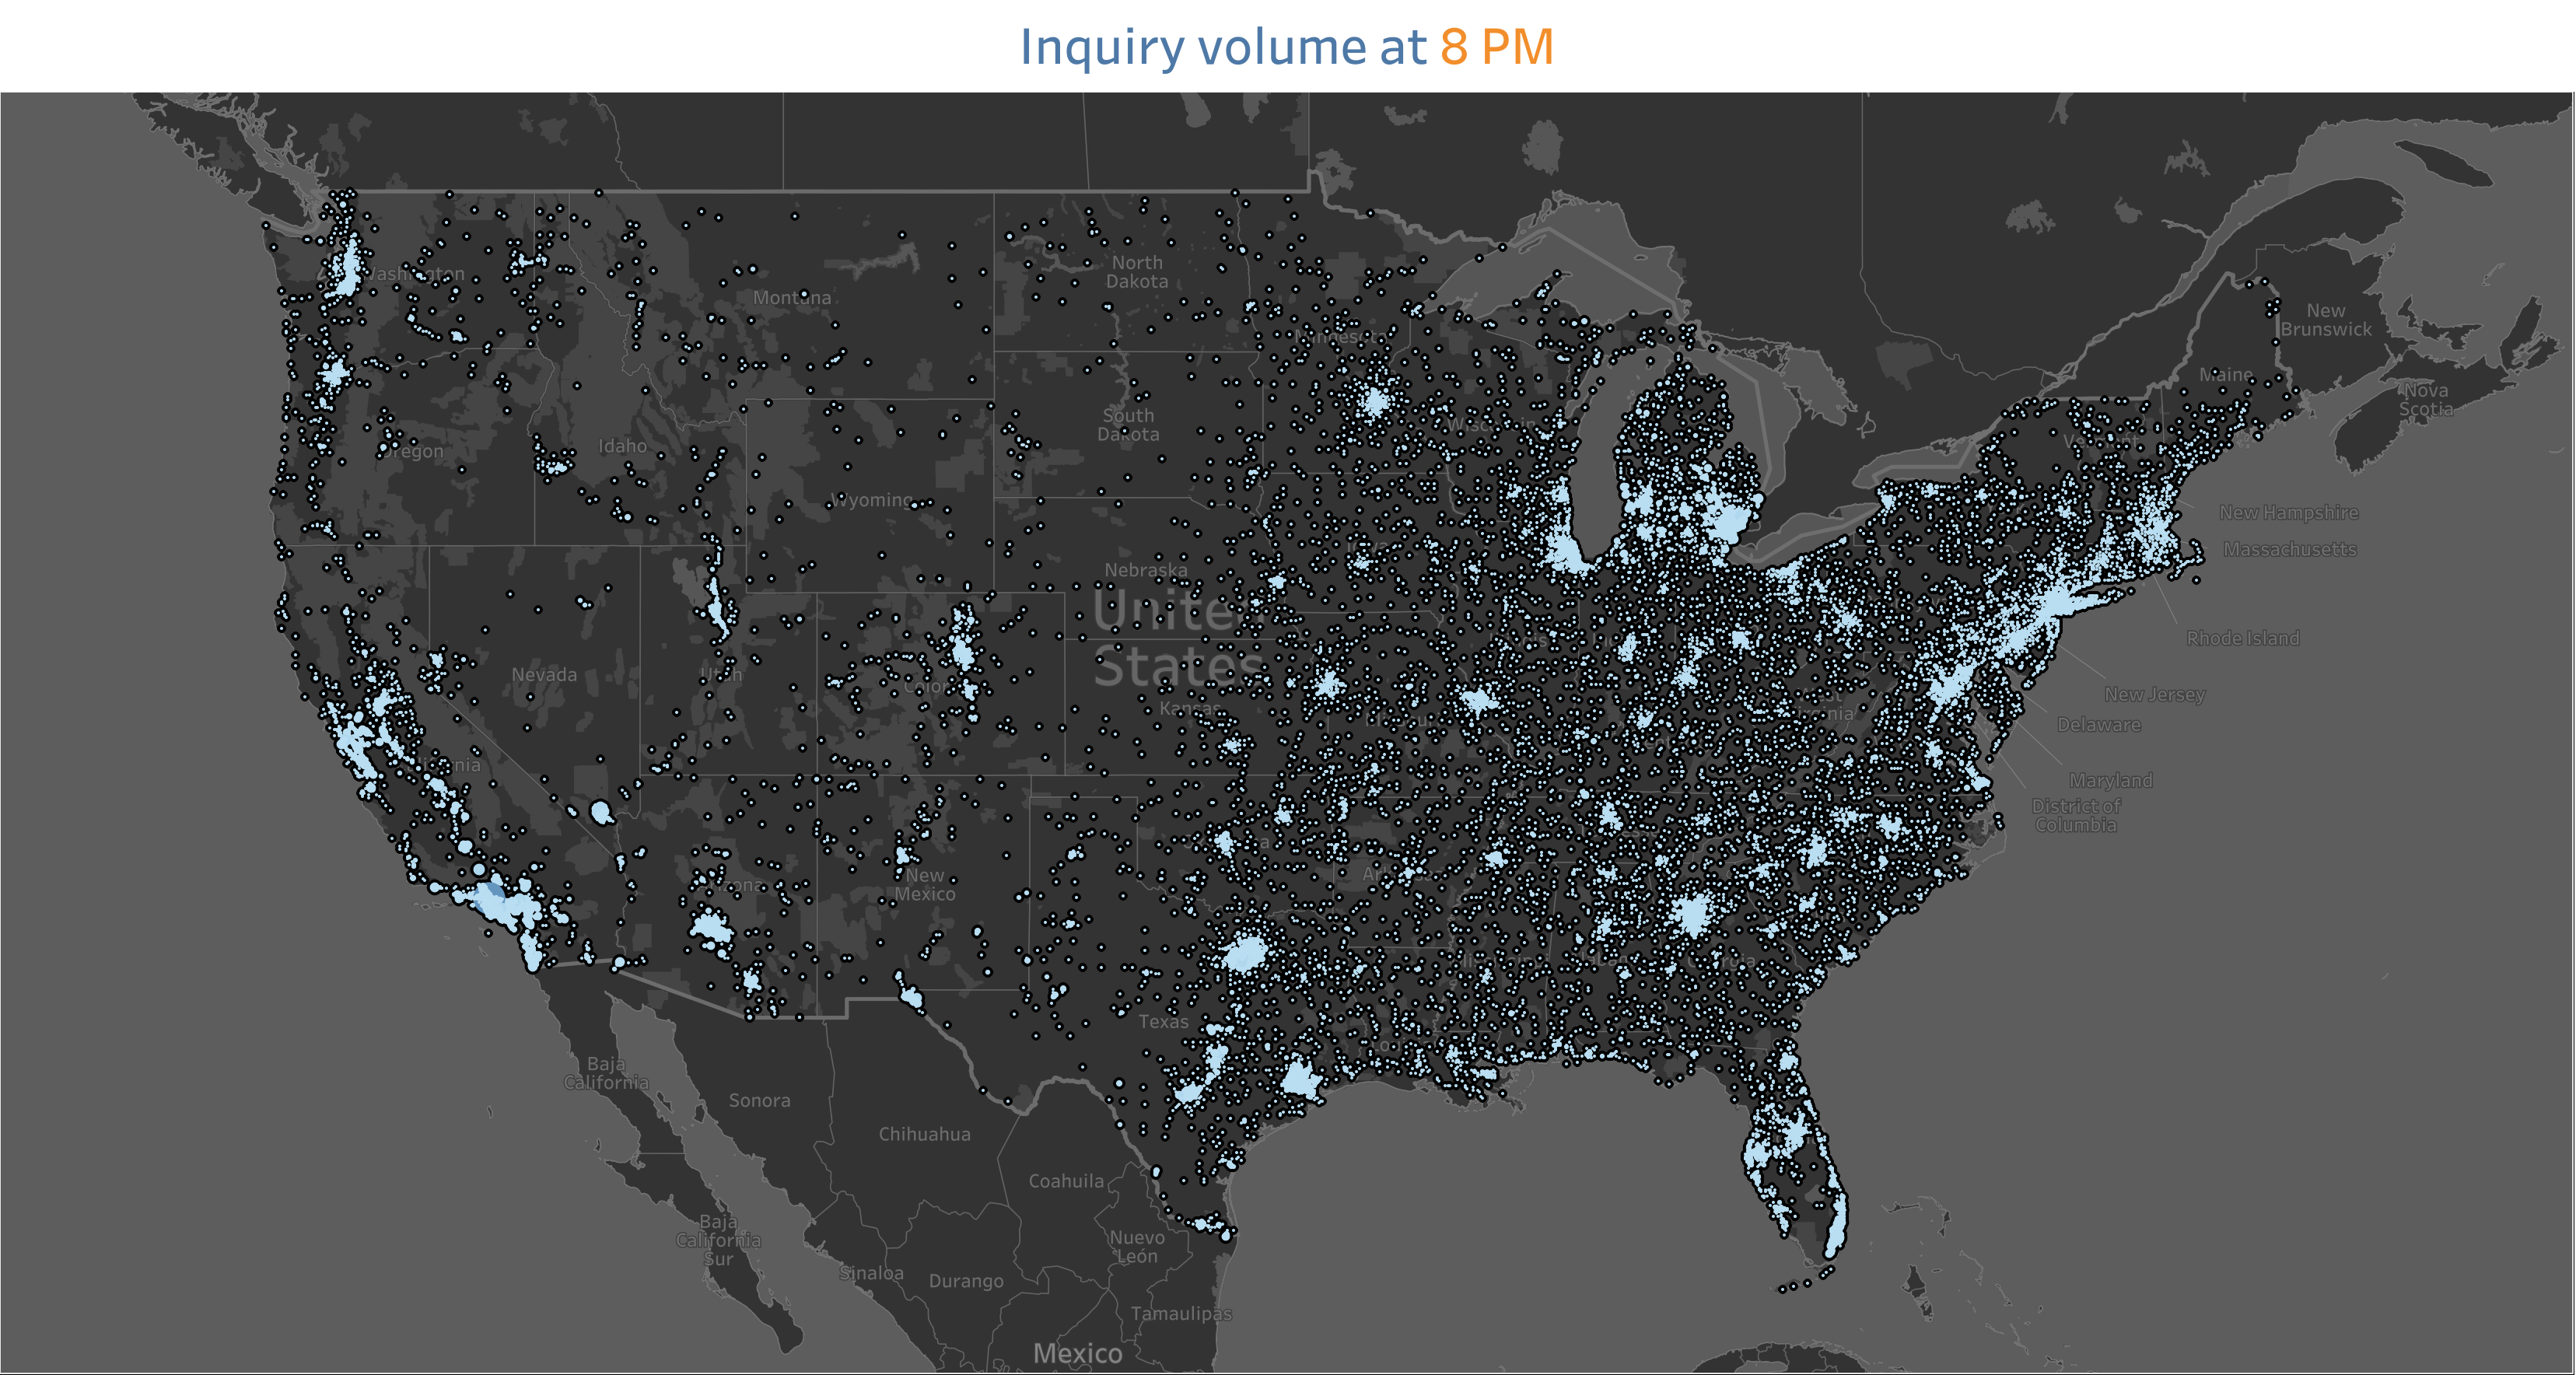 Inquiry volume at 8 PM
North
Dakota
Montana
New
Brunswick
Maine
Nova
Scotia
South
Dakota
Idaho
Wyoming
New Hampshire
Massachusetts
Nebraska
United
States
Rhode Island
Nevada
Utah
Kansas
New Jersey
Delaware
Maryland
District of
Columbia
New
Mexico
Texas
Baja
California
Sonora
Chihuahua
Coahuila
Baja
California
Sur
Nuevo
León
Sinaloa
Durango
Tamaulipas
Mexico